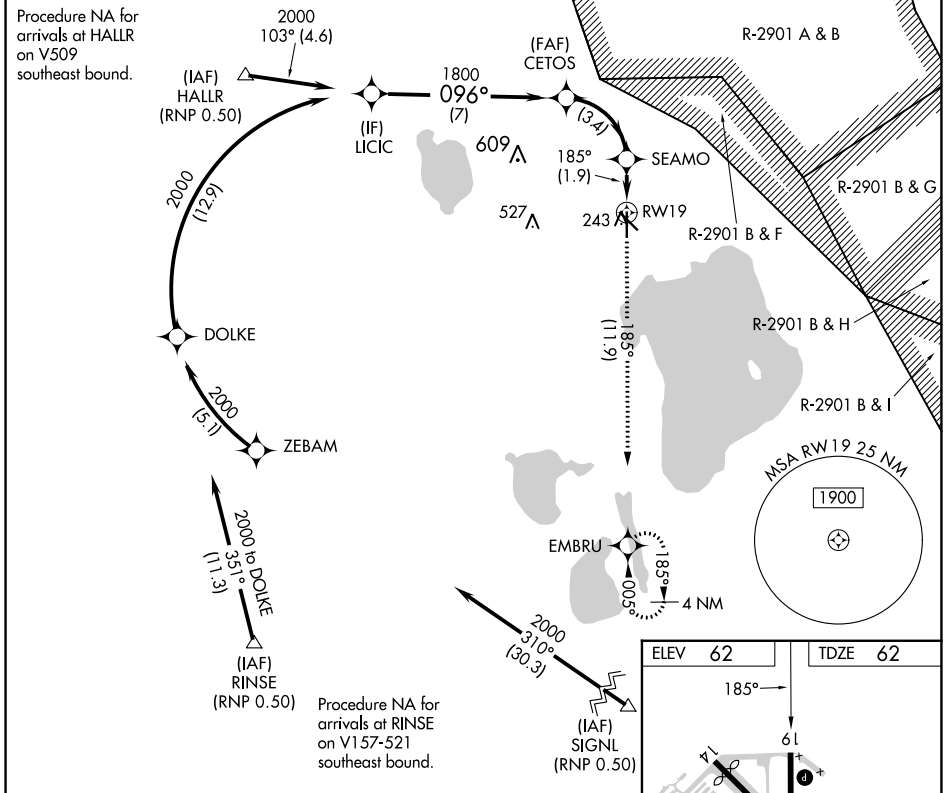 Procedure NA for
arrivals at HALLR
on V509
southeast bound.
2000
103° (4.6)
(IAF)
HALLR
(RNP 0.50)
(IF)
LICIC
1800
096°
(7)
(FAF)
CETOS
(3.4)
SEAMO
185°
(1.9)
609
527
243
RW19
R-2901 A & B
R-2901 B & G
R-2901 B & F
R-2901 B & H
R-2901 B & I
2000
(12.9)
DOLKE
2000
(5.1)
ZEBAM
185°
(11.9)
MSA RW19 25 NM
1900
2000 to DOLKE
351°
(11.3)
(IAF)
RINSE
(RNP 0.50)
EMBRU
185°
005°
4 NM
2000
310°
(30.3)
(IAF)
SIGNL
(RNP 0.50)
Procedure NA for
arrivals at RINSE
on V157-521
southeast bound.
ELEV 62
TDZE 62
185°
19
14
P